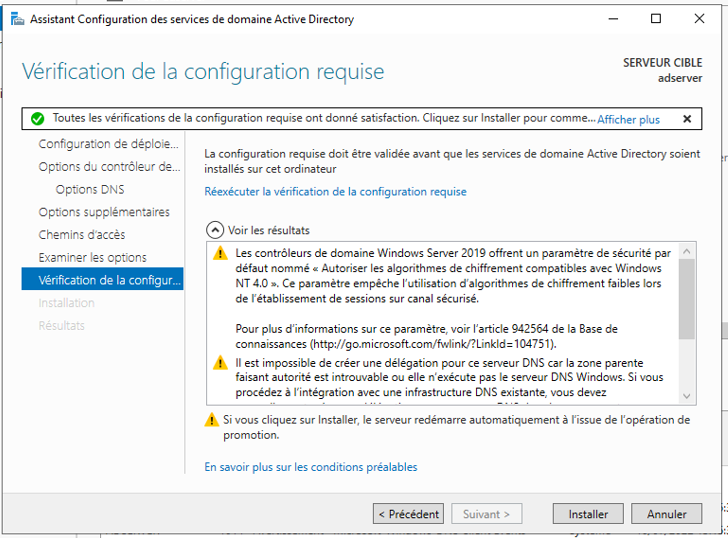 Assistant Configuration des services de domaine Active Directory
Vérification de la configuration requise
SERVEUR CIBLE
adserver
Toutes les vérifications de la configuration requise ont donné satisfaction. Cliquez sur Installer pour comme... Afficher plus
Configuration de déploie...
Options du contrôleur de...
Options DNS
Options supplémentaires
Chemins d'accès
Examiner les options
Vérification de la configur...
Installation
Résultats
La configuration requise doit être validée avant que les services de domaine Active Directory soient
installés sur cet ordinateur
Réexécuter la vérification de la configuration requise
Voir les résultats
Les contrôleurs de domaine Windows Server 2019 offrent un paramètre de sécurité par
défaut nommé « Autoriser les algorithmes de chiffrement compatibles avec Windows
NT 4.0 ». Ce paramètre empêche l'utilisation d'algorithmes de chiffrement faibles lors
de l'établissement de sessions sur canal sécurisé.
Pour plus d'informations sur ce paramètre, voir l'article 942564 de la Base de
connaissances (http://go.microsoft.com/fwlink/?LinkId=104751).
Il est impossible de créer une délégation pour ce serveur DNS car la zone parente
faisant autorité est introuvable ou elle n'exécute pas le serveur DNS Windows. Si vous
procédez à l'intégration avec une infrastructure DNS existante, vous devez
Si vous cliquez sur Installer, le serveur redémarre automatiquement à l'issue de l'opération de
promotion.
En savoir plus sur les conditions préalables
< Précédent
Suivant >
Installer
Annuler